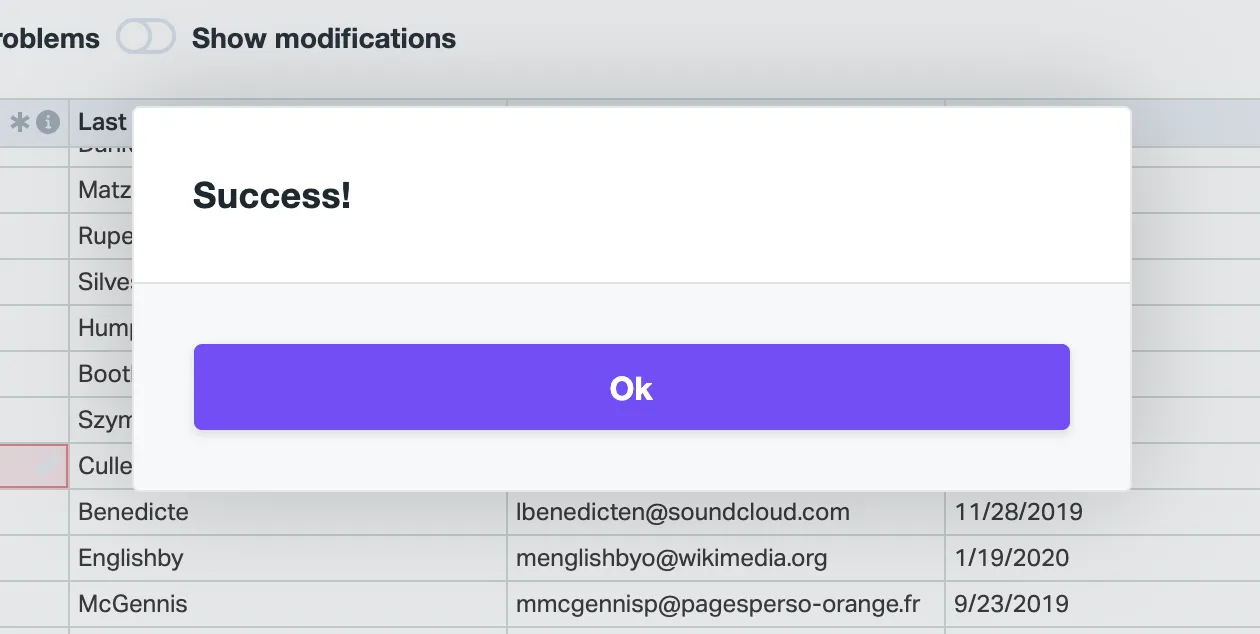 roblems Show modifications
Last
Matz
Rupe
Success!
Silves
Hump
Boot
Ok
Szym
Culle
Benedicte lbenedicten@soundcloud.com 11/28/2019
Englishby menglishbyo@wikimedia.org 1/19/2020
McGennis mmcgennisp@pagesperso-orange.fr 9/23/2019